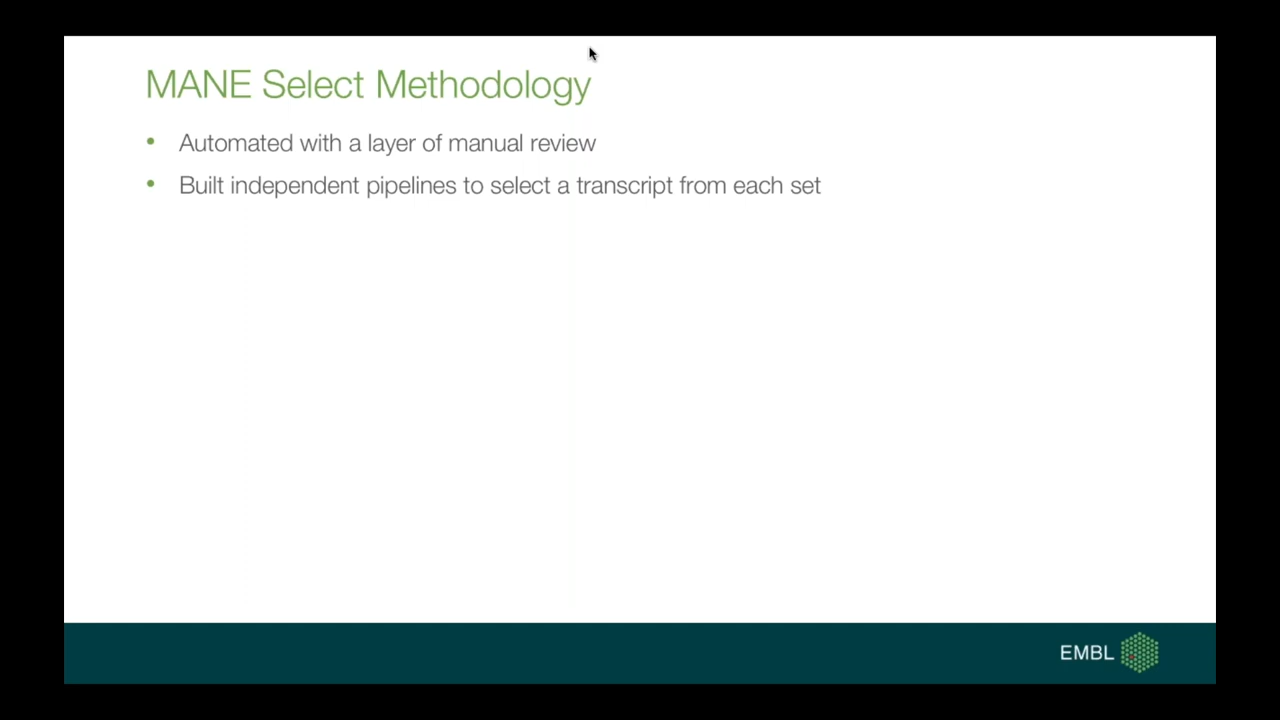 MANE Select Methodology
• Automated with a layer of manual review
• Built independent pipelines to select a transcript from each set
EMBL